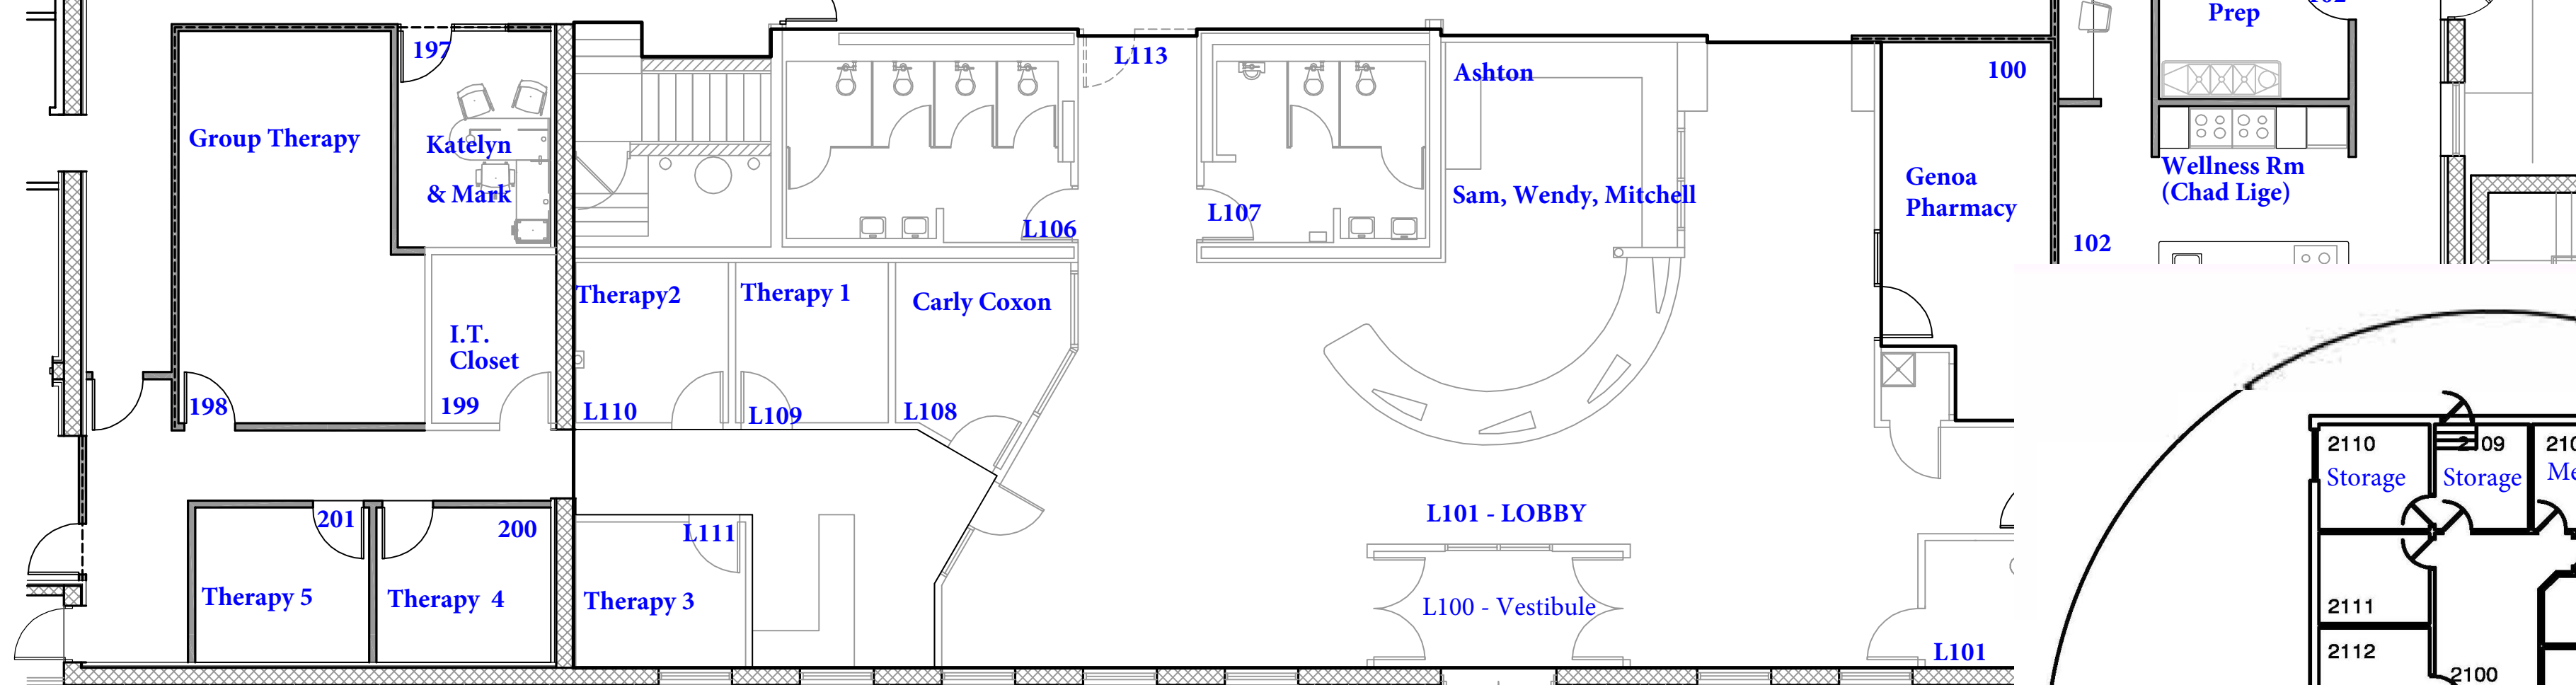 Prep
197
L113
Ashton
100
Group Therapy
Katelyn
& Mark
Sam, Wendy, Mitchell
Genoa
Pharmacy
Wellness Rm
(Chad Lige)
L106
L107
102
Therapy2
Therapy 1
Carly Coxon
I.T.
Closet
198
199
L110
L109
L108
2110
2109
Storage
Storage
201
200
L111
L101 - LOBBY
Therapy 5
Therapy 4
Therapy 3
L100 - Vestibule
2111
L101
2112
2100